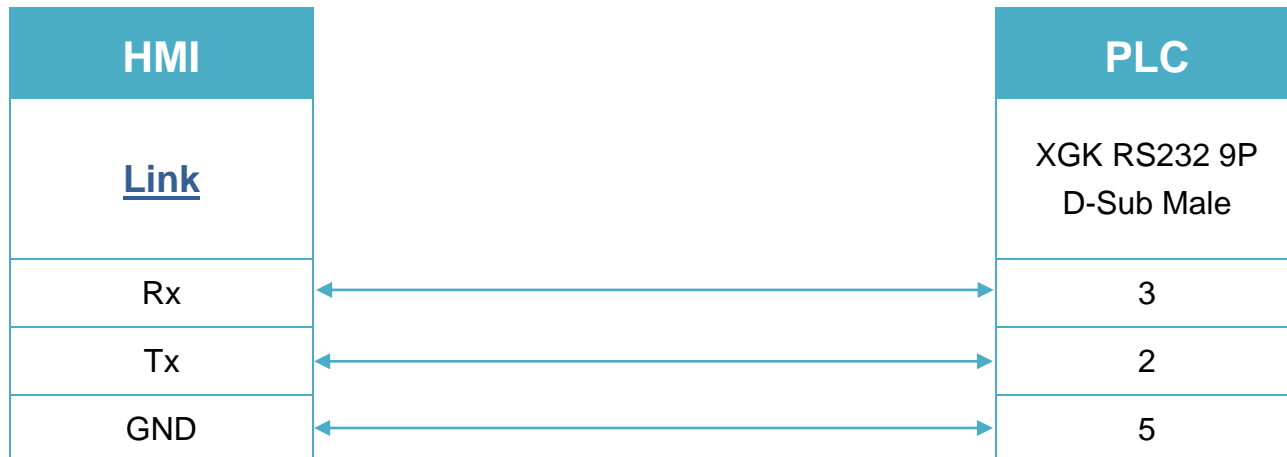 HMI PLC
Link
XGK RS232 9P
D-Sub Male
Rx 3
Tx 2
GND 5